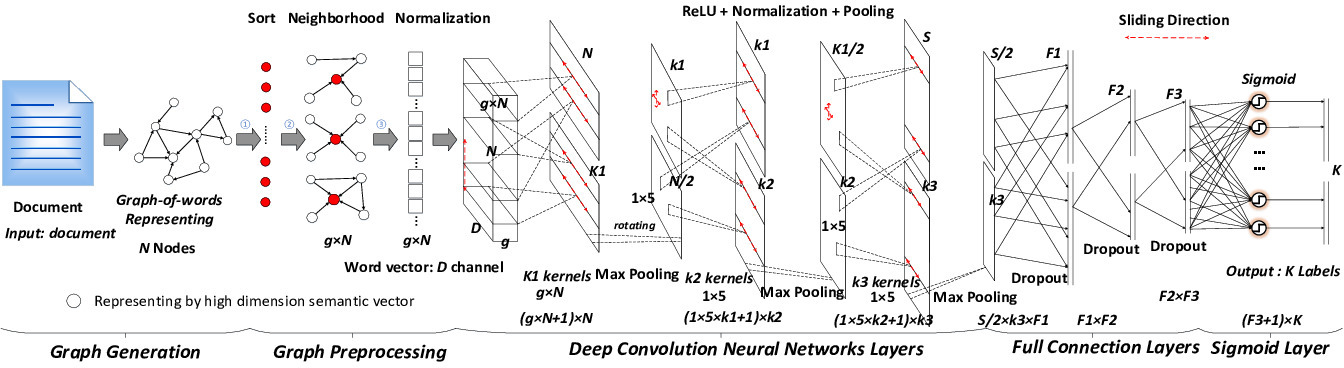 ReLU + Normalization + Pooling
Sort
Neighborhood
Normalization
Sliding Direction
①
②
③
Document
Input: document
Graph-of-words
Representing
N Nodes
g×N
g×N
Word vector: D channel
Representing by high dimension semantic vector
g×N
N
D
g
N
K1
K1 kernels
g×N
(g×N+1)×N
k1
N/2
1×5
rotating
Max Pooling
k1
k2
k2 kernels
1×5
(1×5×k1+1)×k2
K1/2
k2
1×5
Max Pooling
S
k3
k3 kernels
1×5
(1×5×k2+1)×k3
Max Pooling
S/2
k3
S/2×k3×F1
F1
Dropout
F1×F2
F2
Dropout
F3
Dropout
F2×F3
Sigmoid
...
...
K
Output : K Labels
(F3+1)×K
Graph Generation
Graph Preprocessing
Deep Convolution Neural Networks Layers
Full Connection Layers
Sigmoid Layer